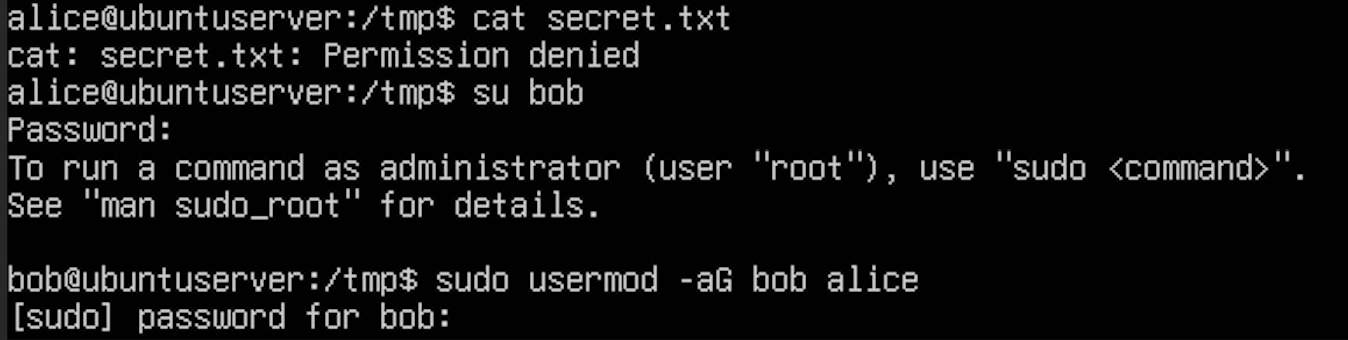 alice@ubuntuserver:/tmp$ cat secret.txt
cat: secret.txt: Permission denied
alice@ubuntuserver:/tmp$ su bob
Password:
To run a command as administrator (user "root"), use "sudo <command>".
See "man sudo_root" for details.
bob@ubuntuserver:/tmp$ sudo usermod -aG bob alice
[sudo] password for bob: